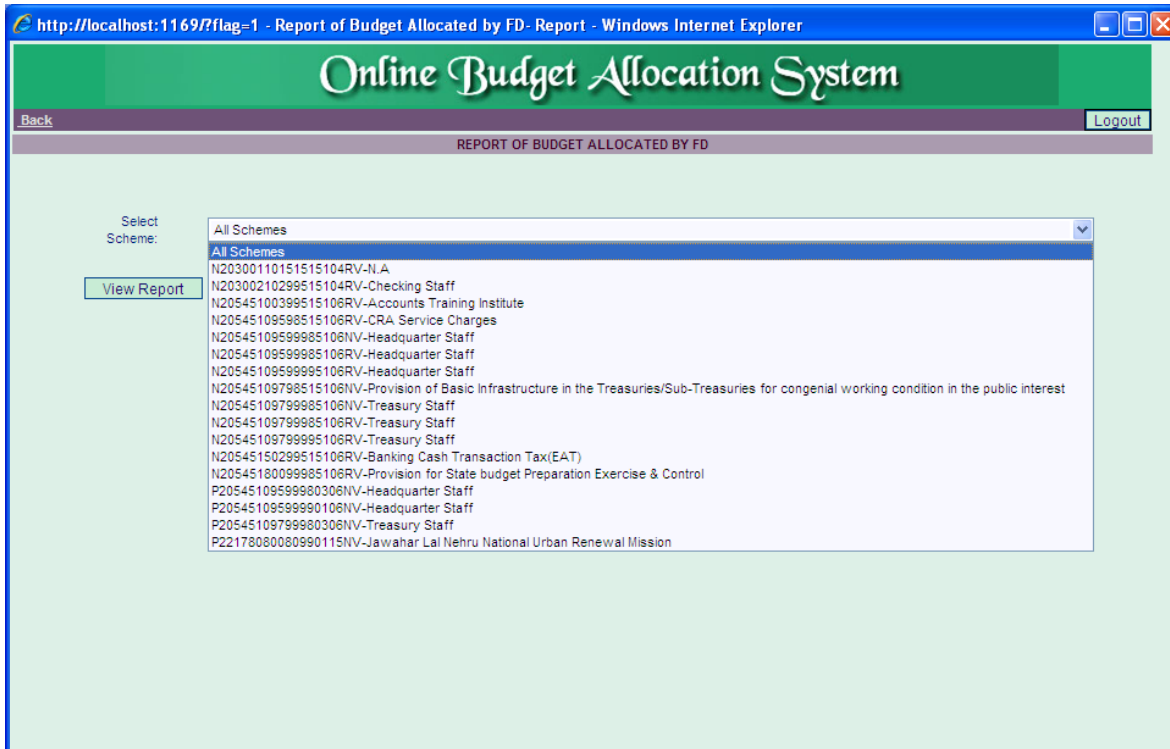 http://localhost:1169/?flag=1 - Report of Budget Allocated by FD- Report - Windows Internet Explorer
Online Budget Allocation System
Back
Logout
REPORT OF BUDGET ALLOCATED BY FD
Select
Scheme:
All Schemes
All Schemes
N20300110151515104RV-N.A
N20300210299515104RV-Checking Staff
N20545100399515106RV-Accounts Training Institute
N20545109598515106RV-CRA Service Charges
N20545109599985106NV-Headquarter Staff
N20545109599985106RV-Headquarter Staff
N20545109599995106RV-Headquarter Staff
N20545109798515106NV-Provision of Basic Infrastructure in the Treasuries/Sub-Treasuries for congenial working condition in the public interest
N20545109799985106NV-Treasury Staff
N20545109799985106RV-Treasury Staff
N20545109799995106RV-Treasury Staff
N20545150299515106RV-Banking Cash Transaction Tax(EAT)
N20545180099985106RV-Provision for State budget Preparation Exercise & Control
P20545109599980306NV-Headquarter Staff
P20545109599990106NV-Headquarter Staff
P20545109799980306NV-Treasury Staff
P22178080080990115NV-Jawahar Lal Nehru National Urban Renewal Mission
View Report